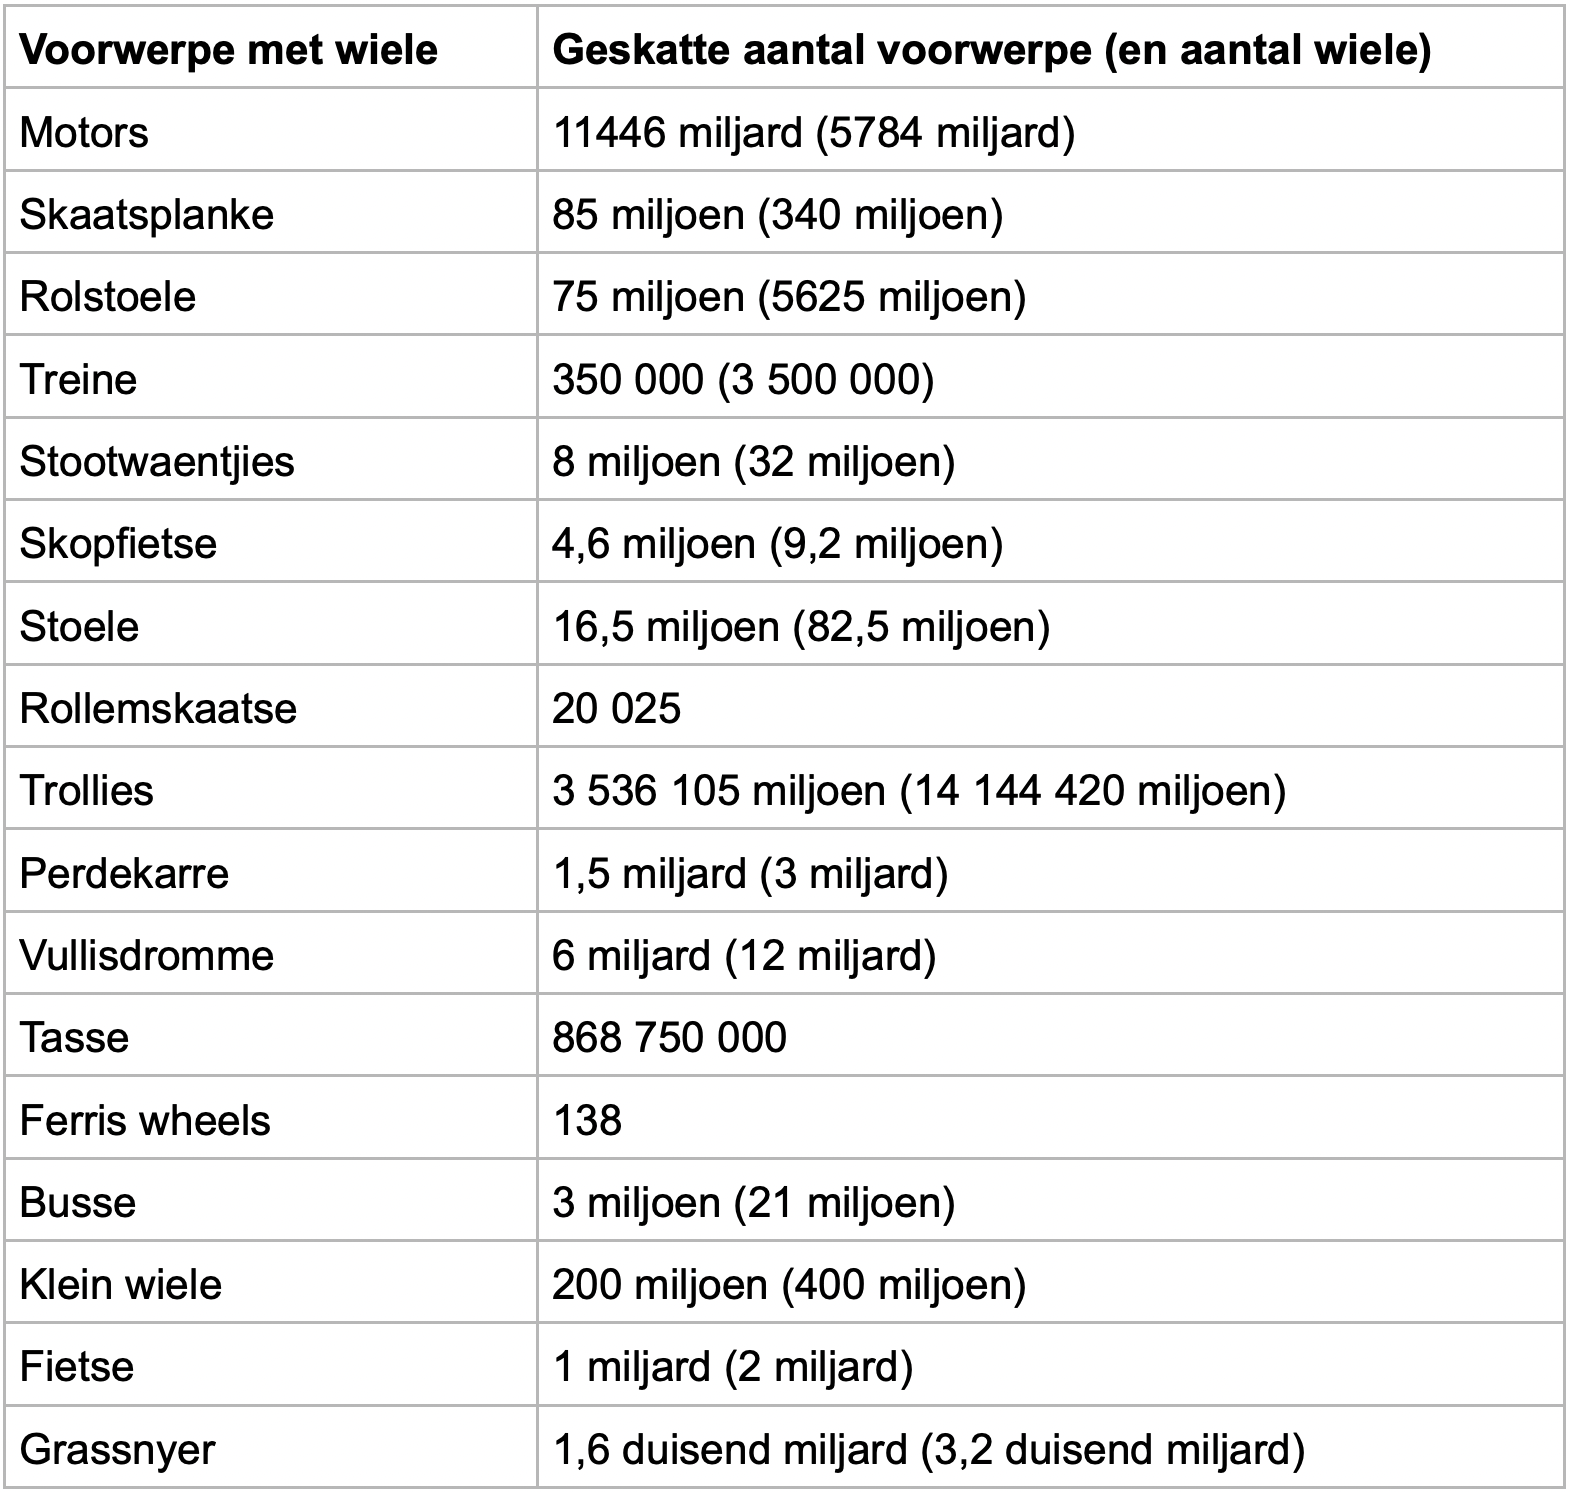 Voorwerpe met wiele Geskatte aantal voorwerpe (en aantal wiele)
Motors 11446 miljard (5784 miljard)
Skaatsplanke 85 miljoen (340 miljoen)
Rolstoele 75 miljoen (5625 miljoen)
Treine 350 000 (3 500 000)
Stootwaentjies 8 miljoen (32 miljoen)
Skopfietse 4,6 miljoen (9,2 miljoen)
Stoele 16,5 miljoen (82,5 miljoen)
Rollemskaatse 20 025
Trollies 3 536 105 miljoen (14 144 420 miljoen)
Perdekarre 1,5 miljard (3 miljard)
Vullisdromme 6 miljard (12 miljard)
Tasse 868 750 000
Ferris wheels 138
Busse 3 miljoen (21 miljoen)
Klein wiele 200 miljoen (400 miljoen)
Fietse 1 miljard (2 miljard)
Grassnyer 1,6 duisend miljard (3,2 duisend miljard)